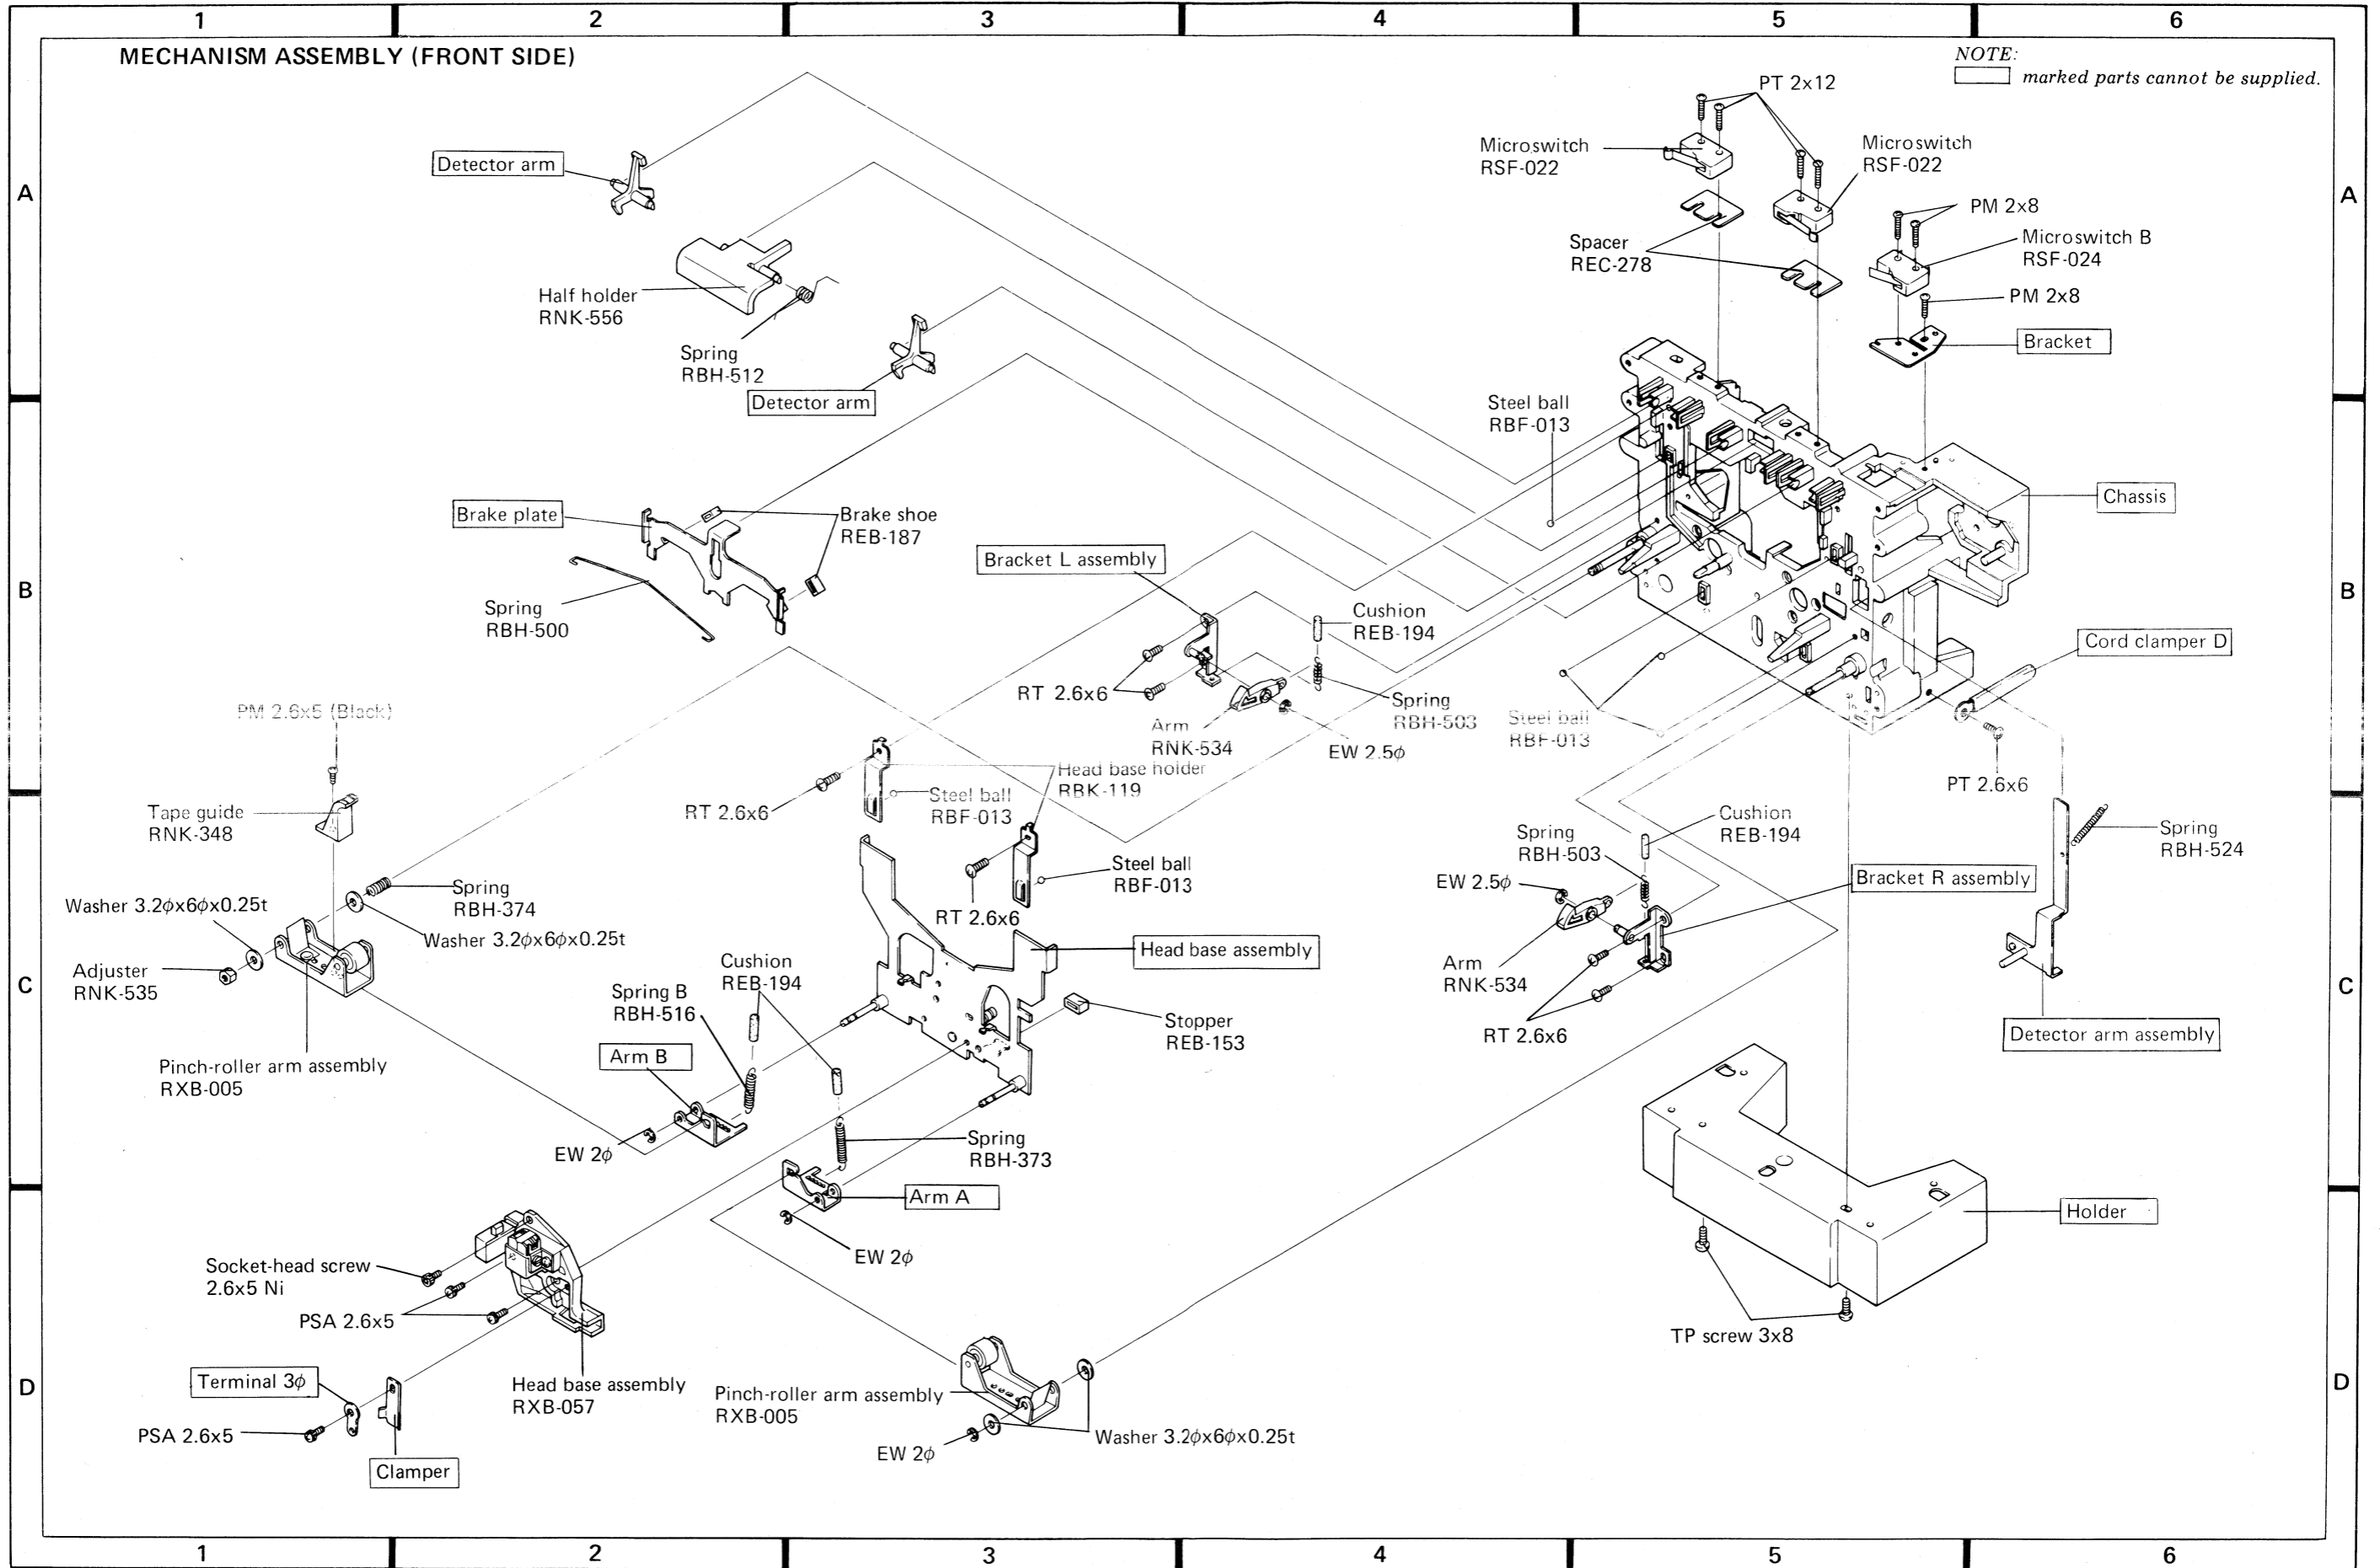 1 2 3 4 5 6
MECHANISM ASSEMBLY (FRONT SIDE)
NOTE:
marked parts cannot be supplied.
A
A
PT 2x12
Detector arm
Microswitch
RSF-022
Microswitch
RSF-022
PM 2x8
Spacer
REC-278
Microswitch B
RSF-024
PM 2x8
Half holder
RNK-556
Bracket
Spring
RBH-512
Detector arm
Steel ball
RBF-013
B
B
Chassis
Brake plate
Brake shoe
REB-187
Bracket L assembly
Spring
RBH-500
Cushion
REB-194
Cord clamper D
RT 2.6x6
Spring
RBH-503
Steel ball
RBF-013
PM 2.6x5 (Black)
Arm
RNK-534
EW 2.5ϕ
PT 2.6x6
Head base holder
RBK-119
RT 2.6x6
Steel ball
RBF-013
Tape guide
RNK-348
Cushion
REB-194
Spring
RBH-503
Spring
RBH-524
C
C
Steel ball
RBF-013
EW 2.5ϕ
Bracket R assembly
Spring
RBH-374
Washer 3.2ϕx6ϕx0.25t
RT 2.6x6
Washer 3.2ϕx6ϕx0.25t
Head base assembly
Adjuster
RNK-535
Cushion
REB-194
Arm
RNK-534
Spring B
RBH-516
Stopper
REB-153
RT 2.6x6
Detector arm assembly
Arm B
Pinch-roller arm assembly
RXB-005
EW 2ϕ
Spring
RBH-373
Arm A
Holder
EW 2ϕ
Socket-head screw
2.6x5 Ni
PSA 2.6x5
TP screw 3x8
D
D
Terminal 3ϕ
Head base assembly
RXB-057
Pinch-roller arm assembly
RXB-005
PSA 2.6x5
Washer 3.2ϕx6ϕx0.25t
EW 2ϕ
Clamper
1 2 3 4 5 6